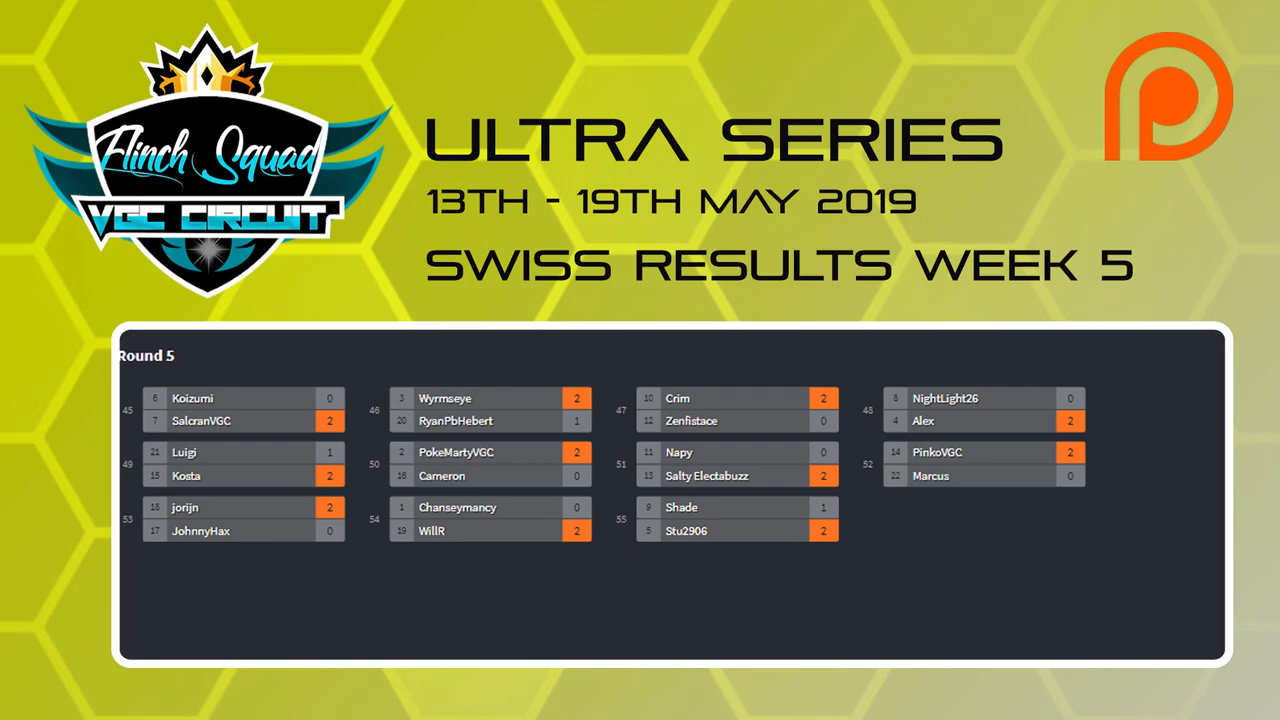 Flinch Squad
VGC CIRCUIT
ULTRA SERIES
13TH - 19TH MAY 2019
SWISS RESULTS WEEK 5
Round 5
45
6 Koizumi 0
7 SalcranVGC 2
46
3 Wyrmseye 2
20 RyanPbHebert 1
47
10 Crim 2
12 Zenfistace 0
48
8 NightLight26 0
4 Alex 2
49
21 Luigi 1
15 Kosta 2
50
2 PokeMartyVGC 2
16 Cameron 0
51
11 Napy 0
13 Salty Electabuzz 2
52
14 PinkoVGC 2
22 Marcus 0
53
18 jorijn 2
17 JohnnyHax 0
54
1 Chanseymancy 0
19 WillR 2
55
9 Shade 1
5 Stu2906 2